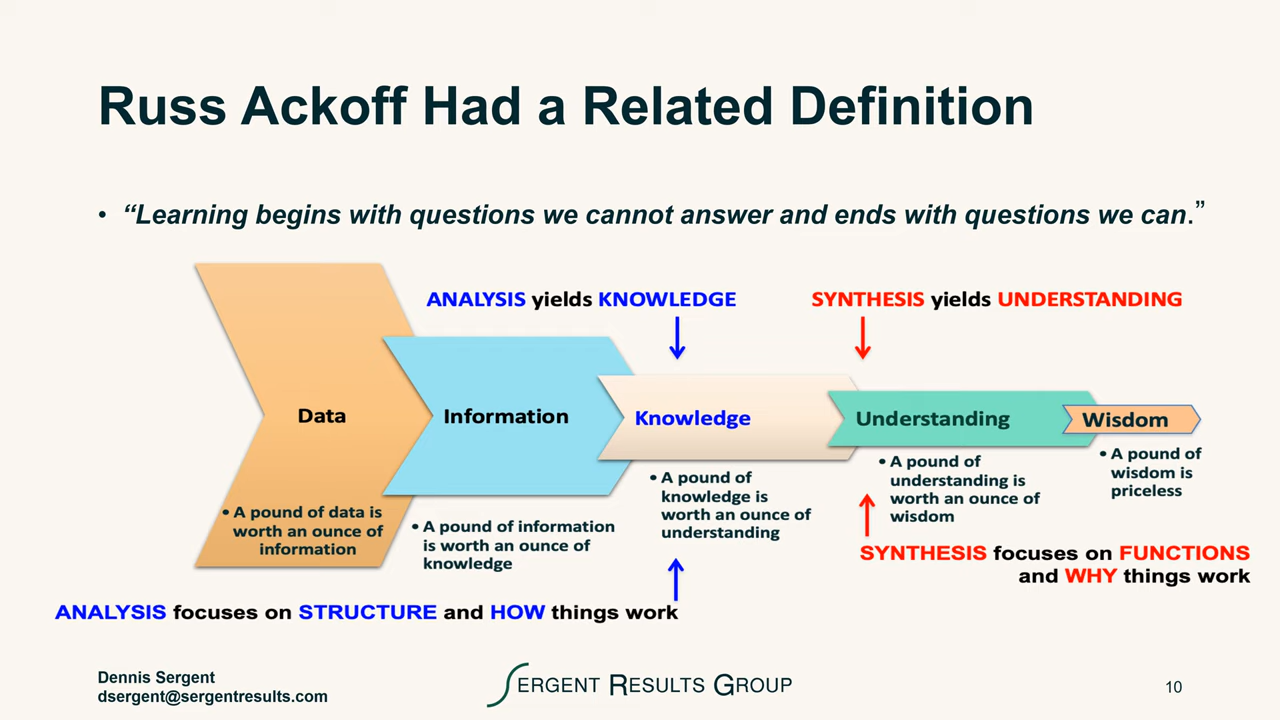 Russ Ackoff Had a Related Definition
• “Learning begins with questions we cannot answer and ends with questions we can.”
ANALYSIS yields KNOWLEDGE
SYNTHESIS yields UNDERSTANDING
Data
Information
Knowledge
Understanding
Wisdom
• A pound of data is
worth an ounce of
information
• A pound of information
is worth an ounce of
knowledge
• A pound of
knowledge is
worth an ounce of
understanding
• A pound of
understanding is
worth an ounce of
wisdom
• A pound of
wisdom is
priceless
SYNTHESIS focuses on FUNCTIONS
and WHY things work
ANALYSIS focuses on STRUCTURE and HOW things work
Dennis Sergent
dsergent@sergentresults.com
SERGENT RESULTS GROUP
10